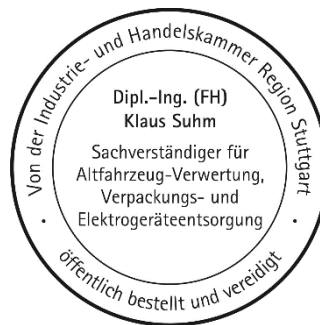 Von der Industrie- und Handelskammer Region Stuttgart
Dipl.-Ing. (FH)
Klaus Suhm
Sachverständiger für
Altfahrzeug-Verwertung,
Verpackungs- und
Elektrogeräteentsorgung
· öffentlich bestellt und vereidigt ·